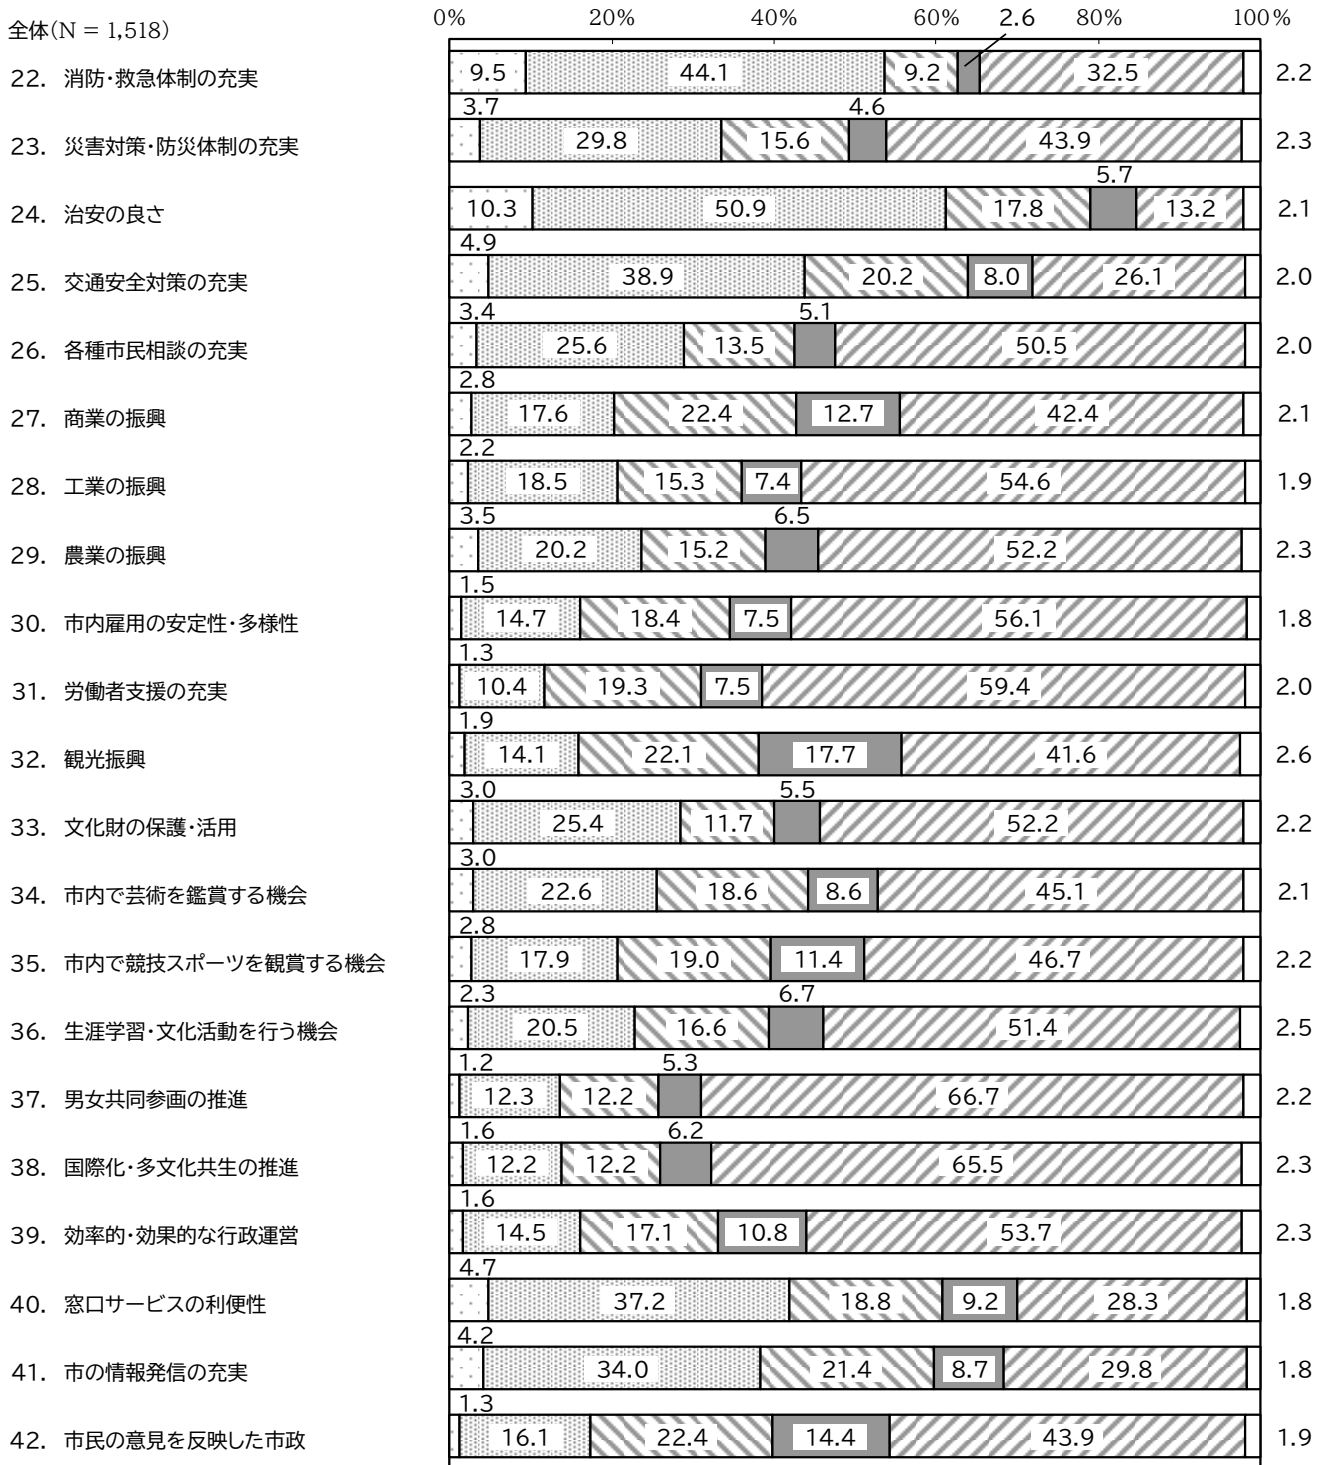 0% 20% 40% 60% 2.6 80% 100%
全体(N = 1,518)
22. 消防・救急体制の充実 9.5 44.1 9.2 32.5 2.2
3.7 4.6
23. 災害対策・防災体制の充実 29.8 15.6 43.9 2.3
5.7
24. 治安の良さ 10.3 50.9 17.8 13.2 2.1
4.9
25. 交通安全対策の充実 38.9 20.2 8.0 26.1 2.0
3.4 5.1
26. 各種市民相談の充実 25.6 13.5 50.5 2.0
2.8
27. 商業の振興 17.6 22.4 12.7 42.4 2.1
2.2
28. 工業の振興 18.5 15.3 7.4 54.6 1.9
3.5 6.5
29. 農業の振興 20.2 15.2 52.2 2.3
1.5
30. 市内雇用の安定性・多様性 14.7 18.4 7.5 56.1 1.8
1.3
31. 労働者支援の充実 10.4 19.3 7.5 59.4 2.0
1.9
32. 観光振興 14.1 22.1 17.7 41.6 2.6
3.0 5.5
33. 文化財の保護・活用 25.4 11.7 52.2 2.2
3.0
34. 市内で芸術を鑑賞する機会 22.6 18.6 8.6 45.1 2.1
2.8
35. 市内で競技スポーツを観賞する機会 17.9 19.0 11.4 46.7 2.2
2.3 6.7
36. 生涯学習・文化活動を行う機会 20.5 16.6 51.4 2.5
1.2 5.3
37. 男女共同参画の推進 12.3 12.2 66.7 2.2
1.6 6.2
38. 国際化・多文化共生の推進 12.2 12.2 65.5 2.3
1.6
39. 効率的・効果的な行政運営 14.5 17.1 10.8 53.7 2.3
4.7
40. 窓口サービスの利便性 37.2 18.8 9.2 28.3 1.8
4.2
41. 市の情報発信の充実 34.0 21.4 8.7 29.8 1.8
1.3
42. 市民の意見を反映した市政 16.1 22.4 14.4 43.9 1.9